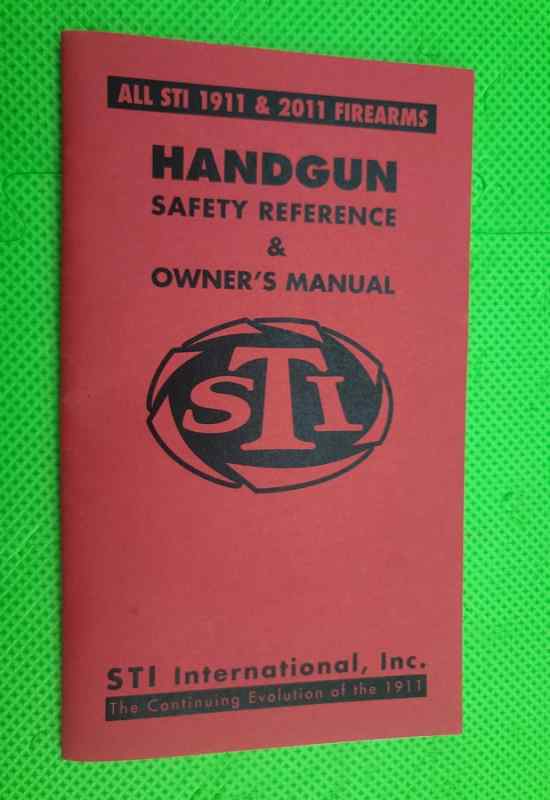 ALL STI 1911 & 2011 FIREARMS
HANDGUN
SAFETY REFERENCE
&
OWNER'S MANUAL
STI
STI International, Inc.
The Continuing Evolution of the 1911